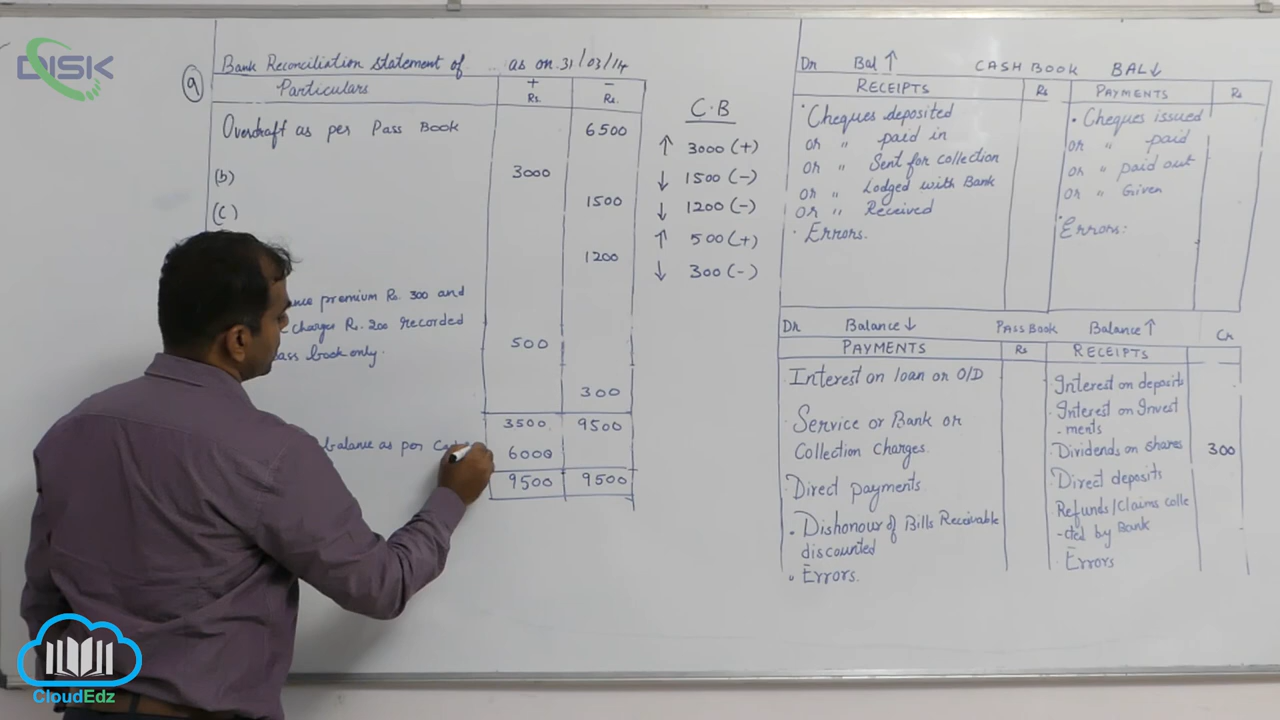 DISK
9
Bank Reconciliation Statement of ... as on 31/03/14
Particulars + Rs. - Rs.
Overdraft as per Pass Book 6500
(b) 3000
(c) 1500
1200
premium Rs. 300 and
charges Rs. 200 recorded
book only. 500
300
3500 9500
balance as per 6000
9500 9500
C.B
↑ 3000 (+)
↓ 1500 (-)
↓ 1200 (-)
↑ 500 (+)
↓ 300 (-)
Dr Bal ↑ CASH BOOK BAL ↓
RECEIPTS Rs PAYMENTS Rs
• Cheques deposited • Cheques issued
or " paid in or " paid
or " Sent for collection or " paid out
or " Lodged with Bank or " Given
or " Received
• Errors. • Errors:
Dr Balance ↓ PASS BOOK Balance ↑ Cr
PAYMENTS Rs RECEIPTS
Interest on loan or O/D Interest on deposits
Service or Bank or Interest on Invest
-ments
Collection charges. Dividends on shares 300
Direct payments Direct deposits
• Dishonour of Bills Receivable Refunds/Claims colle
discounted -cted by Bank
• Errors. Errors
CloudEdz